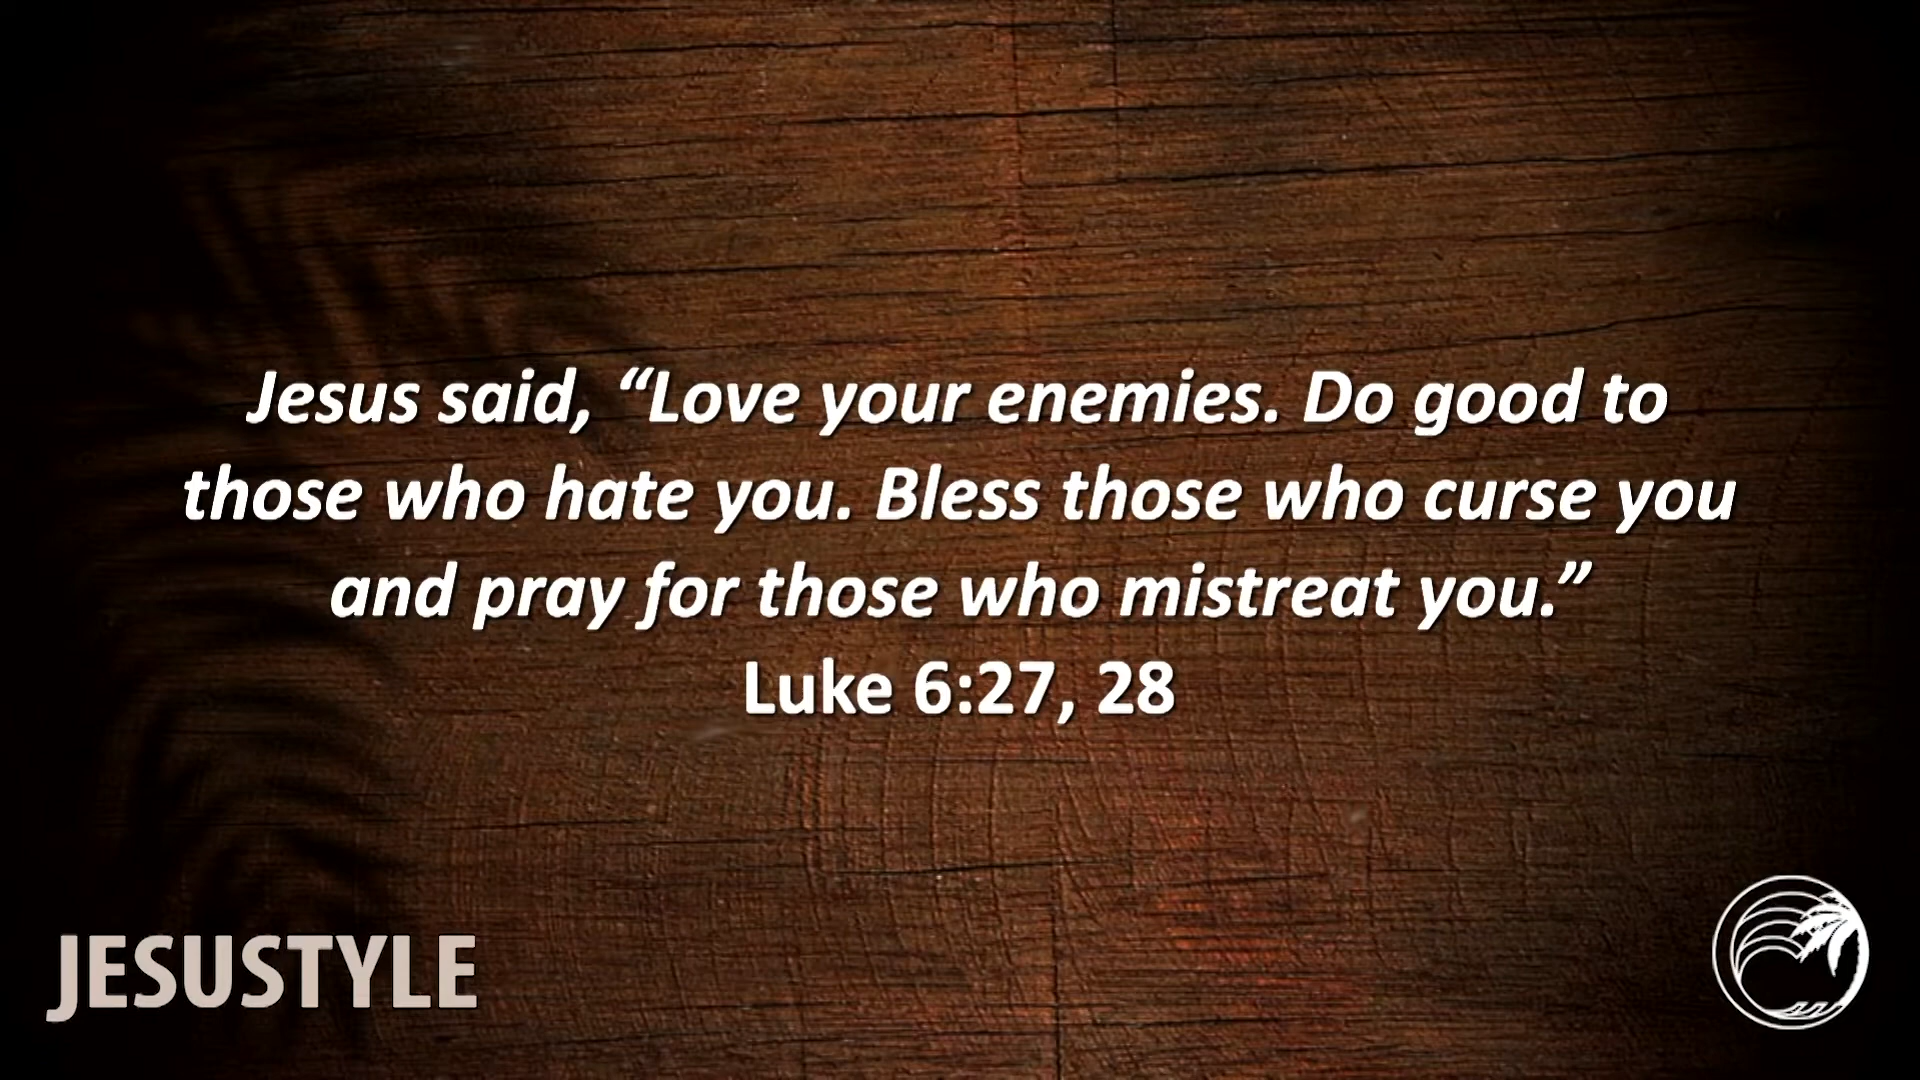 Jesus said, “Love your enemies. Do good to
those who hate you. Bless those who curse you
and pray for those who mistreat you.”
Luke 6:27, 28
JESUSTYLE